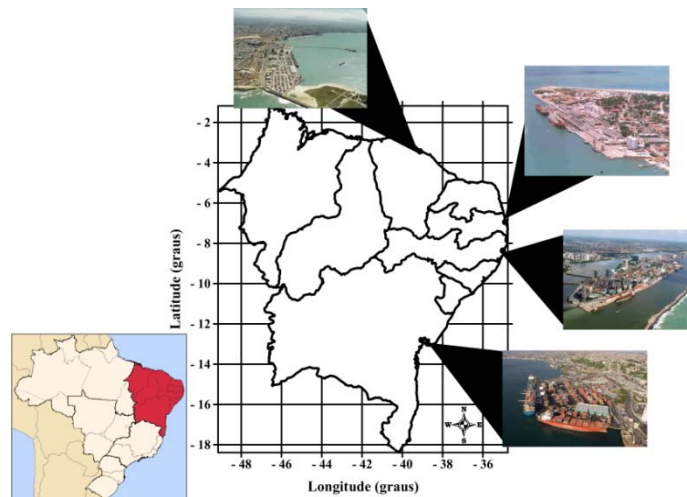 - 2
- 4
- 6
- 8
- 10
- 12
- 14
- 16
- 18
Latitude (graus)
N
W E
S
- 48 - 46 - 44 - 42 - 40 - 38 - 36 - 34
Longitude (graus)